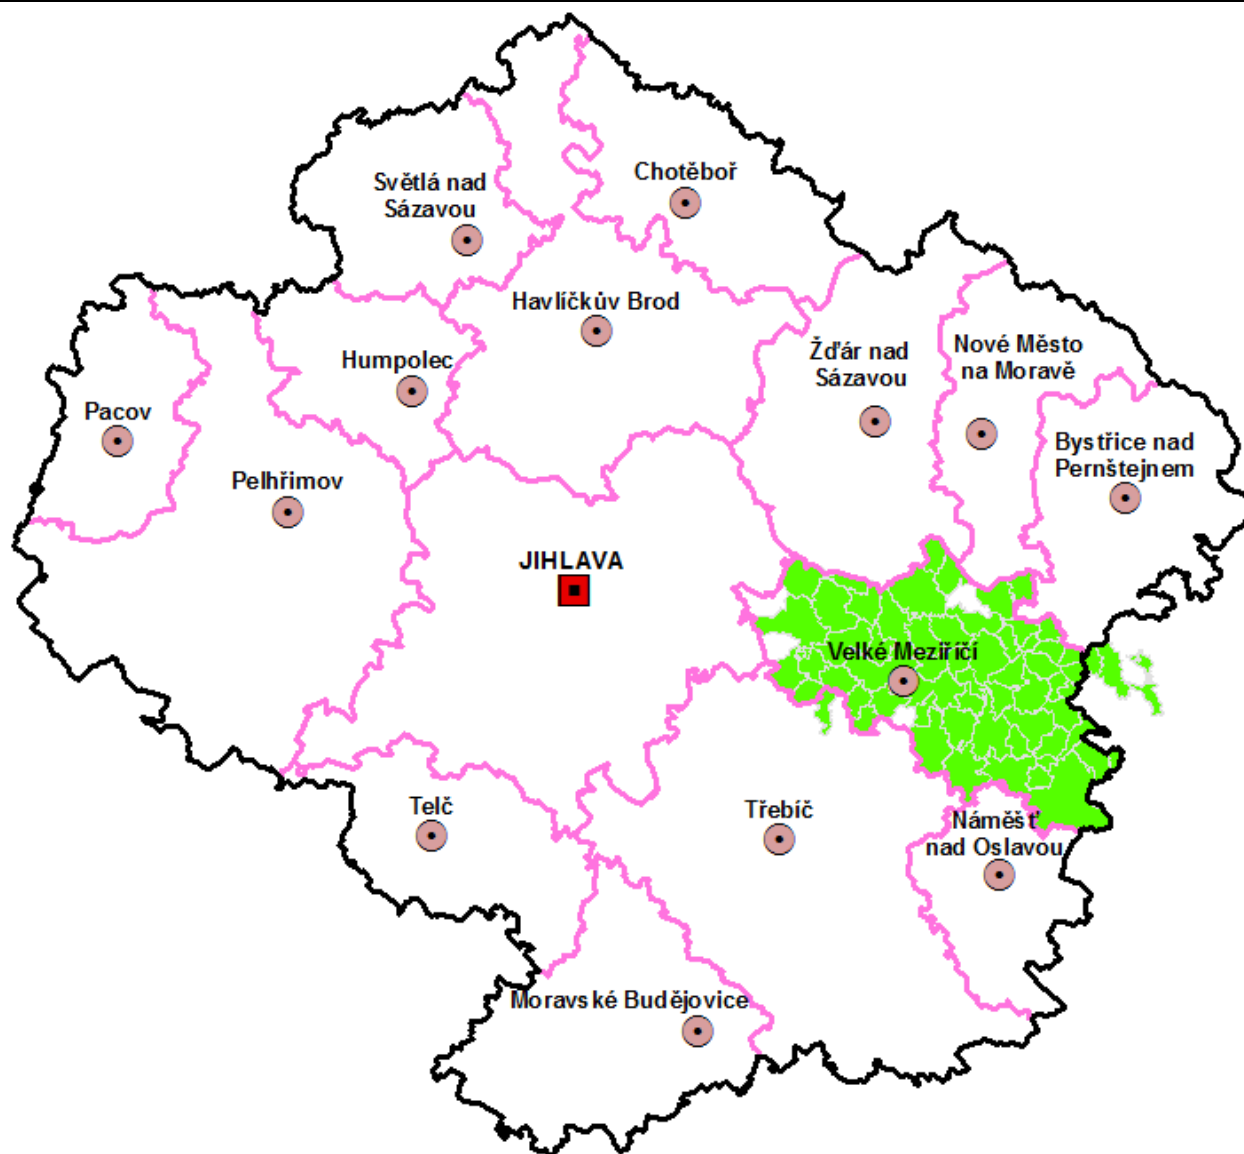 Chotěboř
Světlá nad
Sázavou
Havlíčkův Brod
Humpolec
Žďár nad
Sázavou
Nové Město
na Moravě
Pacov
Bystřice nad
Pernštejnem
Pelhřimov
JIHLAVA
Velké Meziříčí
Telč
Třebíč
Náměšť
nad Oslavou
Moravské Budějovice